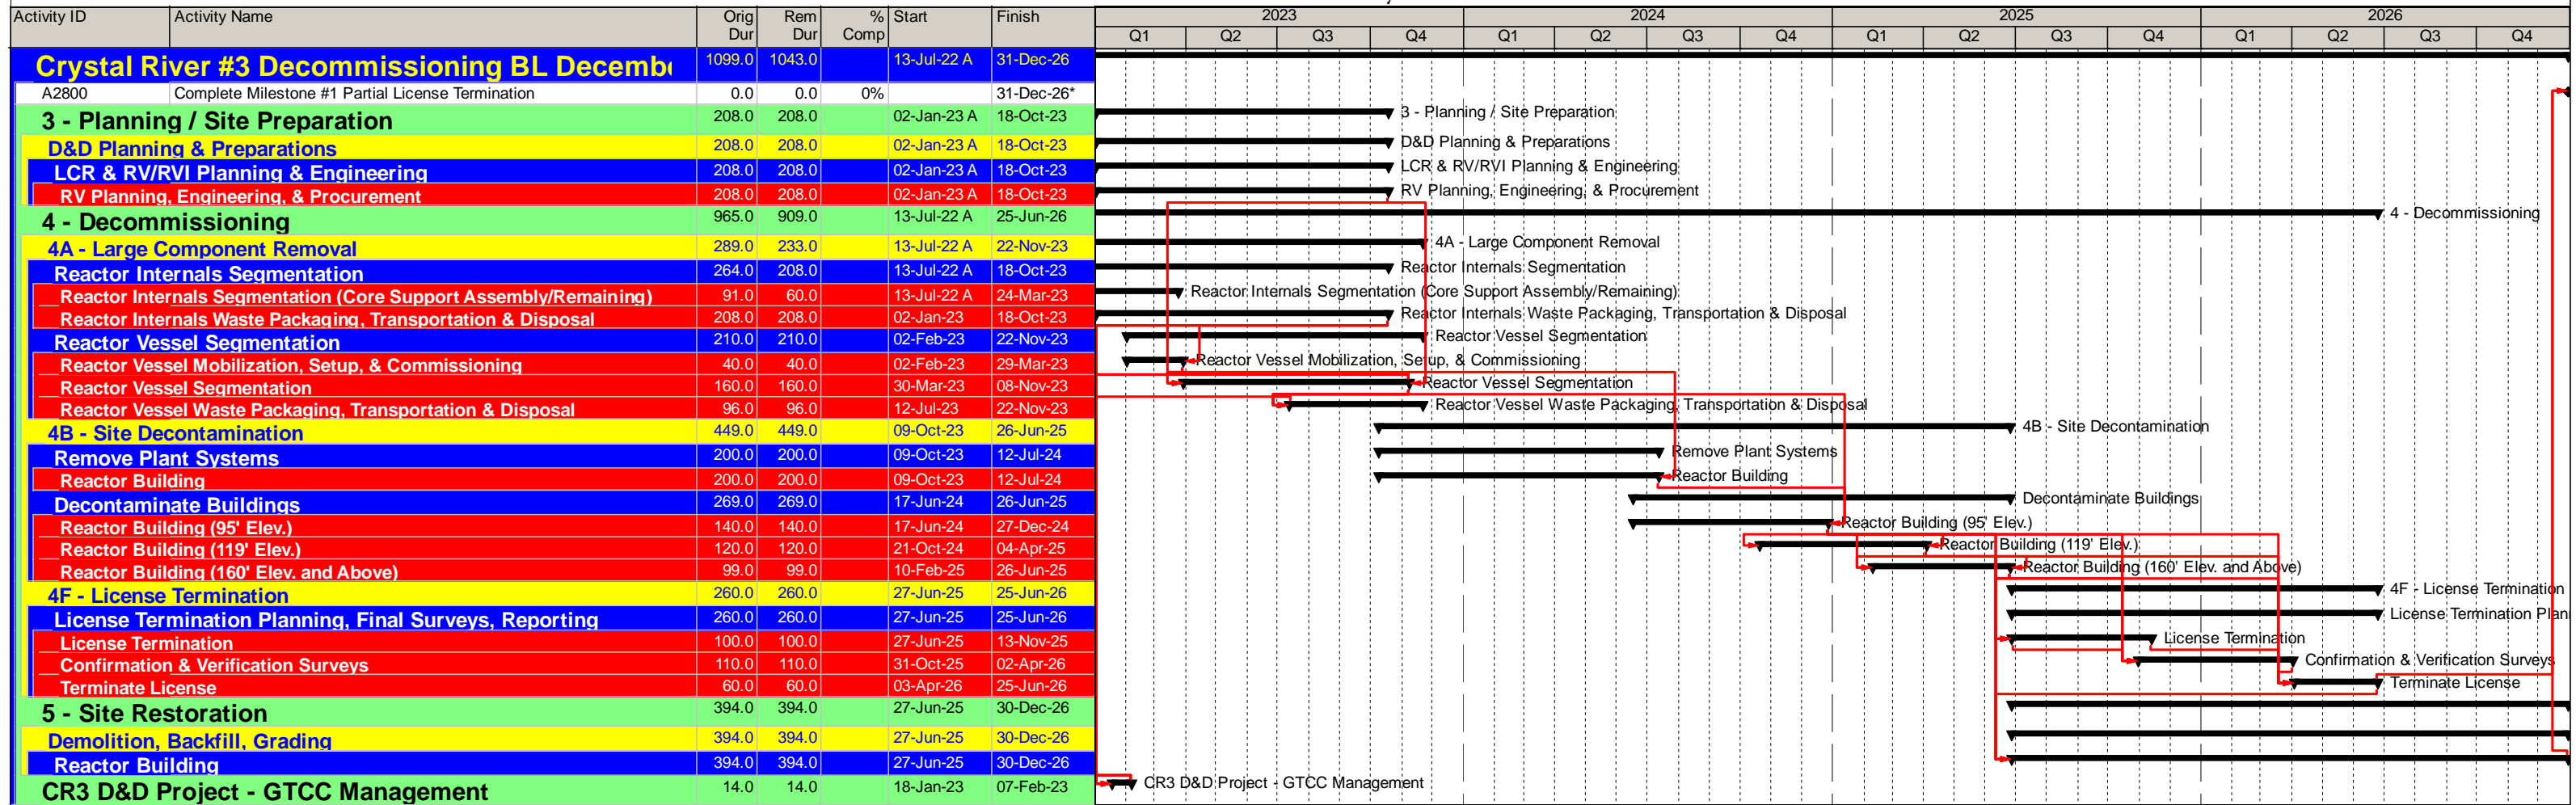 Activity ID Activity Name Orig Dur Rem Dur % Comp Start Finish 2023 2024 2025 2026
Q1 Q2 Q3 Q4 Q1 Q2 Q3 Q4 Q1 Q2 Q3 Q4 Q1 Q2 Q3 Q4
Crystal River #3 Decommissioning BL Decemb 1099.0 1043.0 13-Jul-22 A 31-Dec-26
A2800 Complete Milestone #1 Partial License Termination 0.0 0.0 0% 31-Dec-26*
3 - Planning / Site Preparation 208.0 208.0 02-Jan-23 A 18-Oct-23 3 - Planning / Site Preparation
D&D Planning & Preparations 208.0 208.0 02-Jan-23 A 18-Oct-23 D&D Planning & Preparations
LCR & RV/RVI Planning & Engineering 208.0 208.0 02-Jan-23 A 18-Oct-23 LCR & RV/RVI Planning & Engineering
RV Planning, Engineering, & Procurement 208.0 208.0 02-Jan-23 A 18-Oct-23 RV Planning, Engineering, & Procurement
4 - Decommissioning 965.0 909.0 13-Jul-22 A 25-Jun-26 4 - Decommissioning
4A - Large Component Removal 289.0 233.0 13-Jul-22 A 22-Nov-23 4A - Large Component Removal
Reactor Internals Segmentation 264.0 208.0 13-Jul-22 A 18-Oct-23 Reactor Internals Segmentation
Reactor Internals Segmentation (Core Support Assembly/Remaining) 91.0 60.0 13-Jul-22 A 24-Mar-23 Reactor Internals Segmentation (Core Support Assembly/Remaining)
Reactor Internals Waste Packaging, Transportation & Disposal 208.0 208.0 02-Jan-23 18-Oct-23 Reactor Internals Waste Packaging, Transportation & Disposal
Reactor Vessel Segmentation 210.0 210.0 02-Feb-23 22-Nov-23 Reactor Vessel Segmentation
Reactor Vessel Mobilization, Setup, & Commissioning 40.0 40.0 02-Feb-23 29-Mar-23 Reactor Vessel Mobilization, Setup, & Commissioning
Reactor Vessel Segmentation 160.0 160.0 30-Mar-23 08-Nov-23 Reactor Vessel Segmentation
Reactor Vessel Waste Packaging, Transportation & Disposal 96.0 96.0 12-Jul-23 22-Nov-23 Reactor Vessel Waste Packaging, Transportation & Disposal
4B - Site Decontamination 449.0 449.0 09-Oct-23 26-Jun-25 4B - Site Decontamination
Remove Plant Systems 200.0 200.0 09-Oct-23 12-Jul-24 Remove Plant Systems
Reactor Building 200.0 200.0 09-Oct-23 12-Jul-24 Reactor Building
Decontaminate Buildings 269.0 269.0 17-Jun-24 26-Jun-25 Decontaminate Buildings
Reactor Building (95' Elev.) 140.0 140.0 17-Jun-24 27-Dec-24 Reactor Building (95' Elev.)
Reactor Building (119' Elev.) 120.0 120.0 21-Oct-24 04-Apr-25 Reactor Building (119' Elev.)
Reactor Building (160' Elev. and Above) 99.0 99.0 10-Feb-25 26-Jun-25 Reactor Building (160' Elev. and Above)
4F - License Termination 260.0 260.0 27-Jun-25 25-Jun-26 4F - License Termination
License Termination Planning, Final Surveys, Reporting 260.0 260.0 27-Jun-25 25-Jun-26 License Termination Plan
License Termination 100.0 100.0 27-Jun-25 13-Nov-25 License Termination
Confirmation & Verification Surveys 110.0 110.0 31-Oct-25 02-Apr-26 Confirmation & Verification Surveys
Terminate License 60.0 60.0 03-Apr-26 25-Jun-26 Terminate License
5 - Site Restoration 394.0 394.0 27-Jun-25 30-Dec-26
Demolition, Backfill, Grading 394.0 394.0 27-Jun-25 30-Dec-26
Reactor Building 394.0 394.0 27-Jun-25 30-Dec-26
CR3 D&D Project - GTCC Management 14.0 14.0 18-Jan-23 07-Feb-23 CR3 D&D Project - GTCC Management